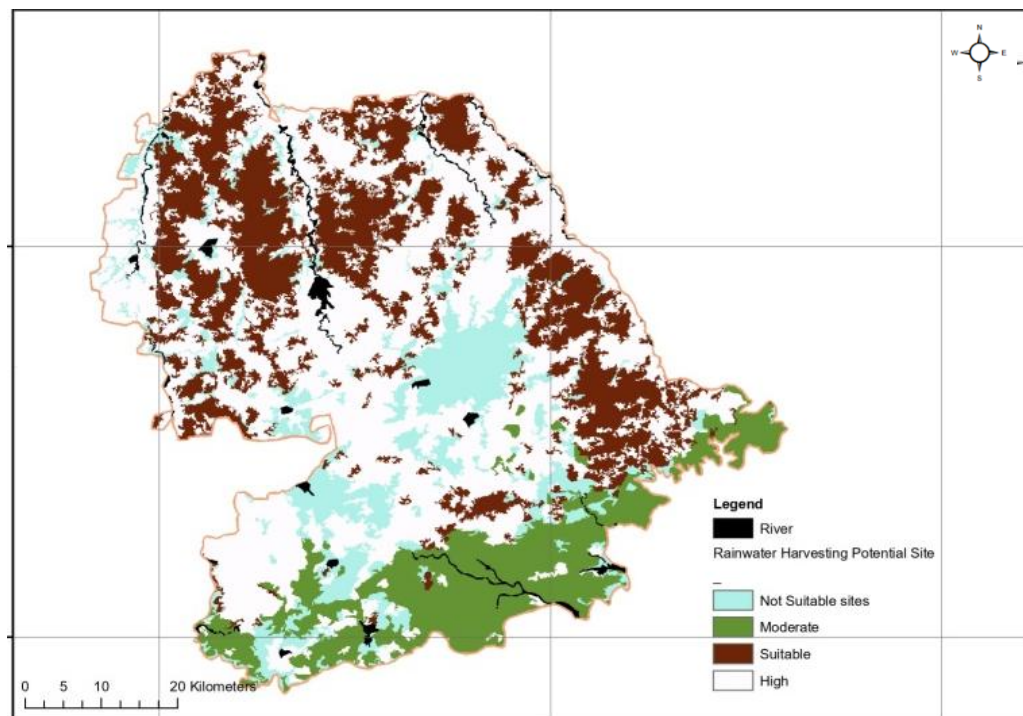 N
W E
S
Legend
River
Rainwater Harvesting Potential Site
_
Not Suitable sites
Moderate
Suitable
High
0 5 10 20 Kilometers